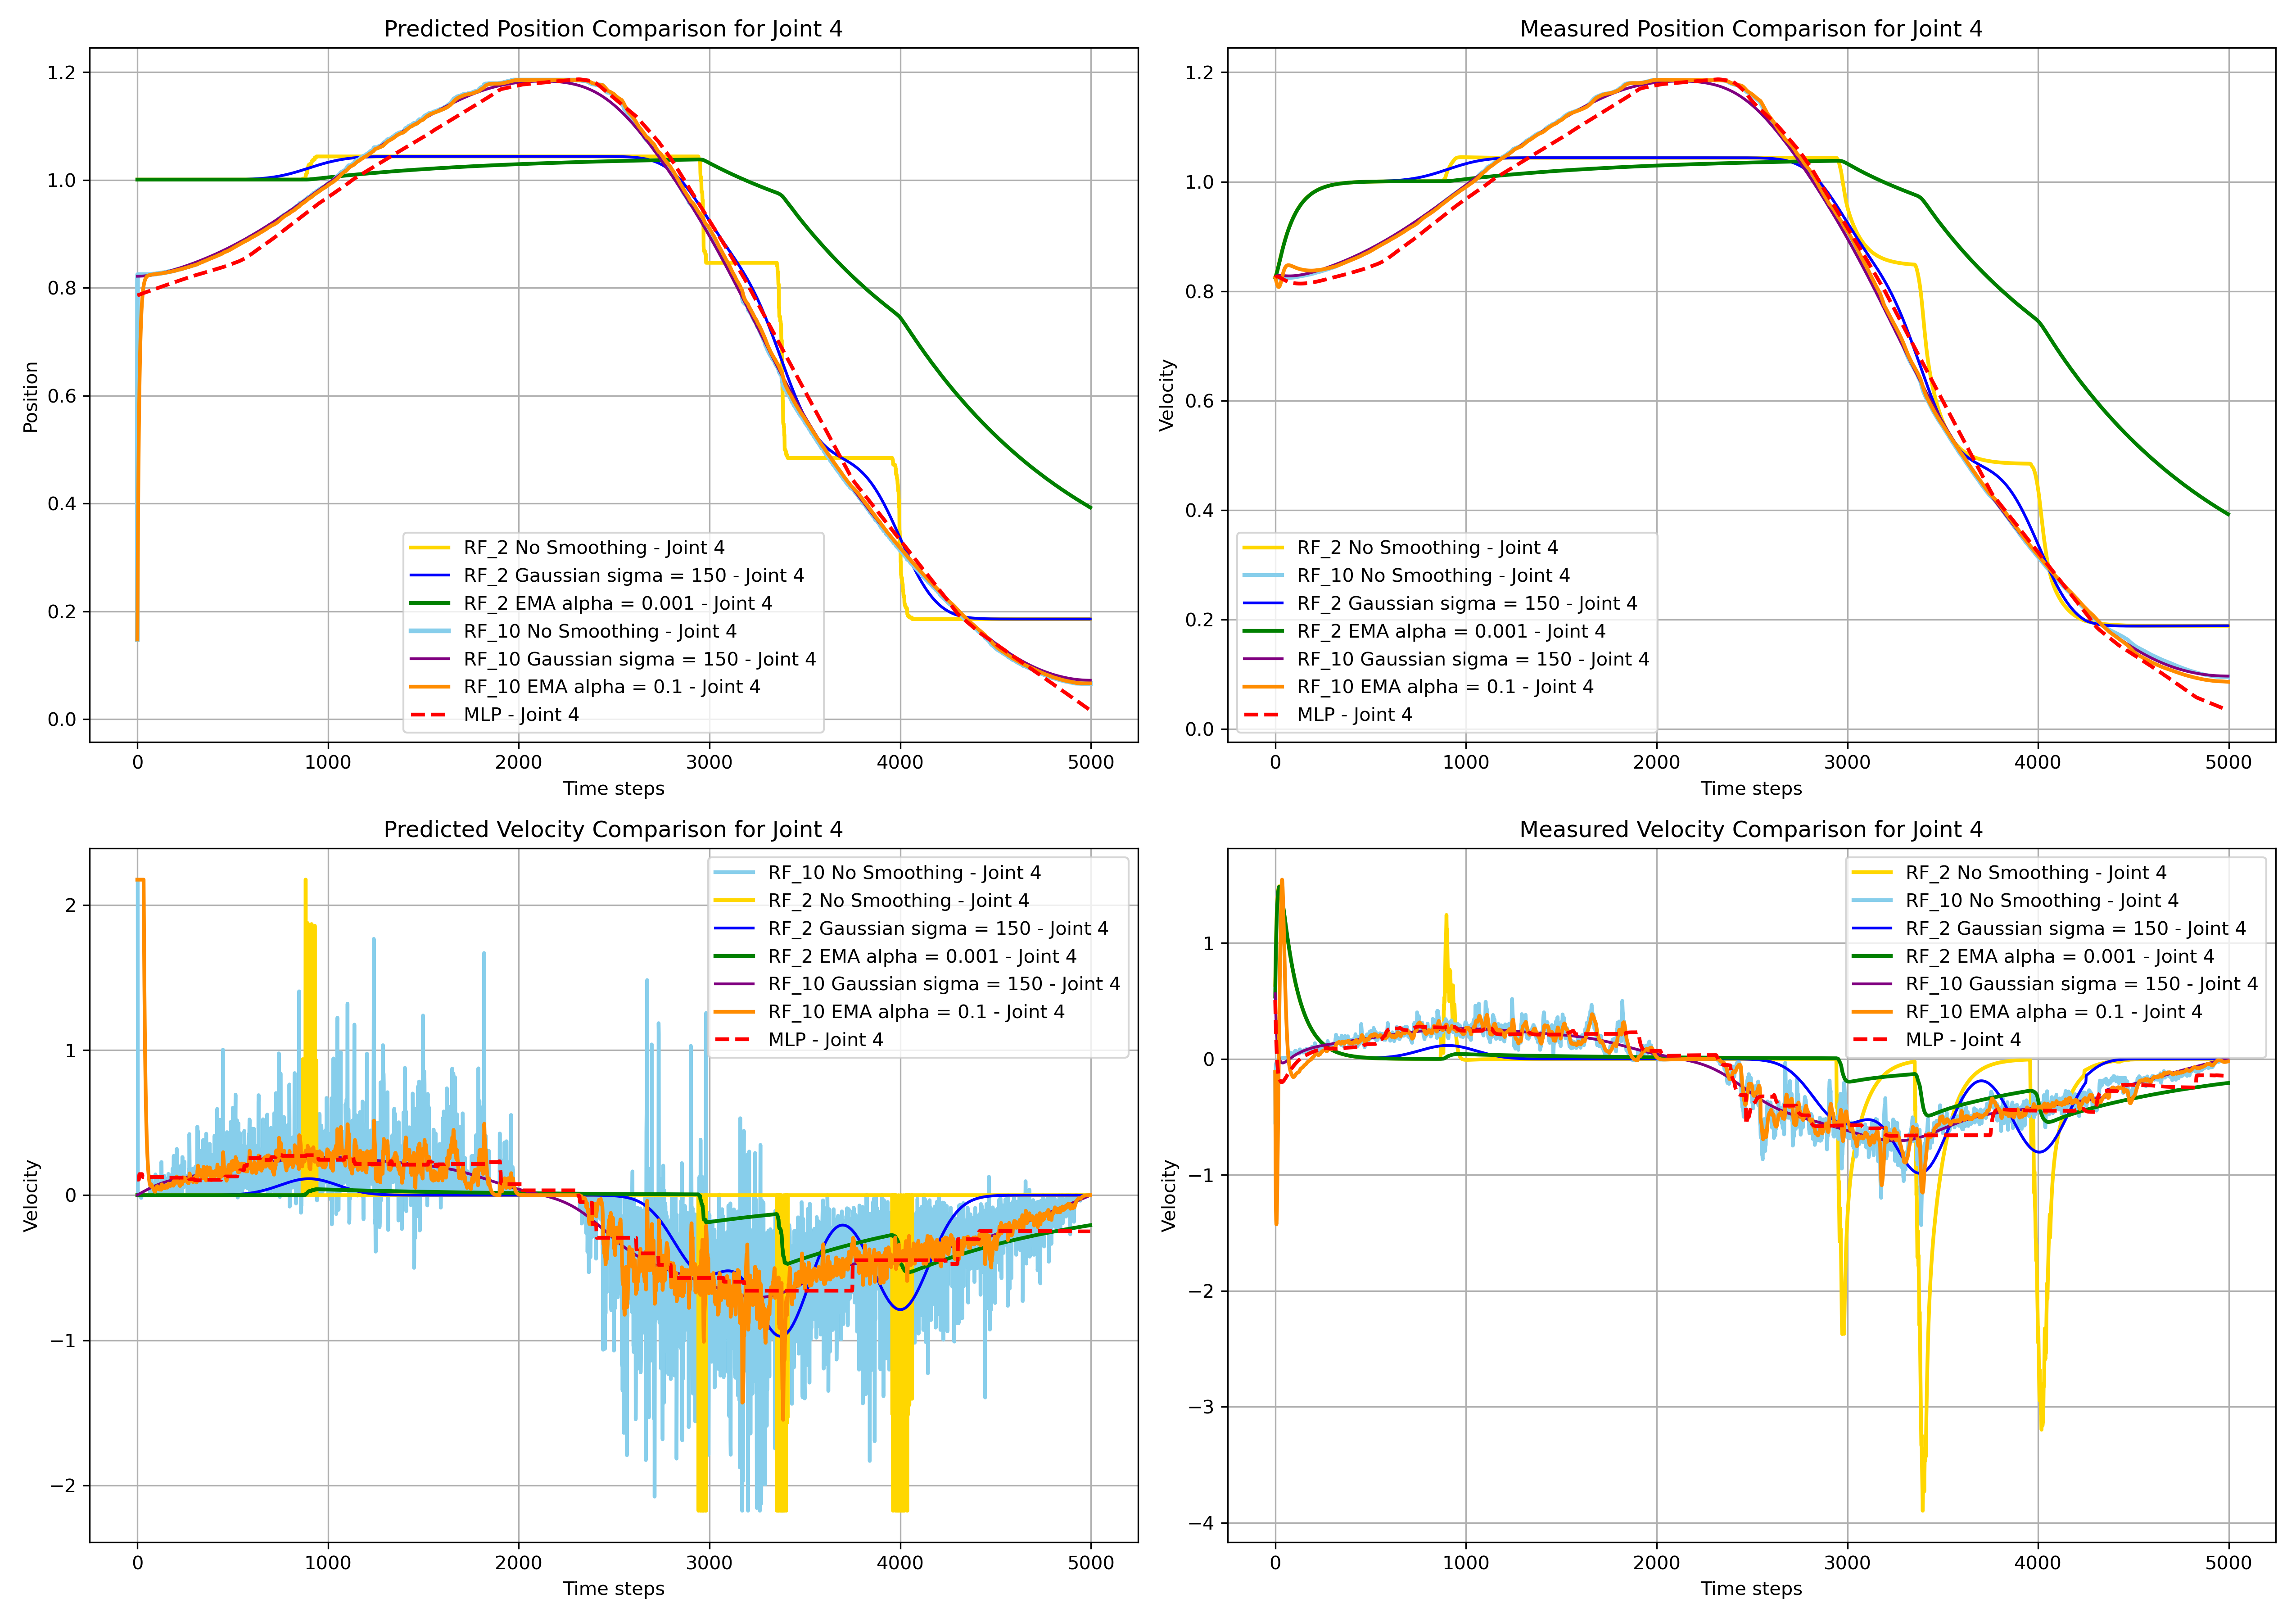 Predicted Position Comparison for Joint 4
1.2
1.0
0.8
0.6
0.4
0.2
0.0
Position
RF_2 No Smoothing - Joint 4
RF_2 Gaussian sigma = 150 - Joint 4
RF_2 EMA alpha = 0.001 - Joint 4
RF_10 No Smoothing - Joint 4
RF_10 Gaussian sigma = 150 - Joint 4
RF_10 EMA alpha = 0.1 - Joint 4
MLP - Joint 4
0 1000 2000 3000 4000 5000
Time steps
Measured Position Comparison for Joint 4
1.2
1.0
0.8
0.6
0.4
0.2
0.0
Velocity
RF_2 No Smoothing - Joint 4
RF_10 No Smoothing - Joint 4
RF_2 Gaussian sigma = 150 - Joint 4
RF_2 EMA alpha = 0.001 - Joint 4
RF_10 Gaussian sigma = 150 - Joint 4
RF_10 EMA alpha = 0.1 - Joint 4
MLP - Joint 4
0 1000 2000 3000 4000 5000
Time steps
Predicted Velocity Comparison for Joint 4
2
1
0
−1
−2
Velocity
RF_10 No Smoothing - Joint 4
RF_2 No Smoothing - Joint 4
RF_2 Gaussian sigma = 150 - Joint 4
RF_2 EMA alpha = 0.001 - Joint 4
RF_10 Gaussian sigma = 150 - Joint 4
RF_10 EMA alpha = 0.1 - Joint 4
MLP - Joint 4
0 1000 2000 3000 4000 5000
Time steps
Measured Velocity Comparison for Joint 4
1
0
−1
−2
−3
−4
Velocity
RF_2 No Smoothing - Joint 4
RF_10 No Smoothing - Joint 4
RF_2 Gaussian sigma = 150 - Joint 4
RF_2 EMA alpha = 0.001 - Joint 4
RF_10 Gaussian sigma = 150 - Joint 4
RF_10 EMA alpha = 0.1 - Joint 4
MLP - Joint 4
0 1000 2000 3000 4000 5000
Time steps